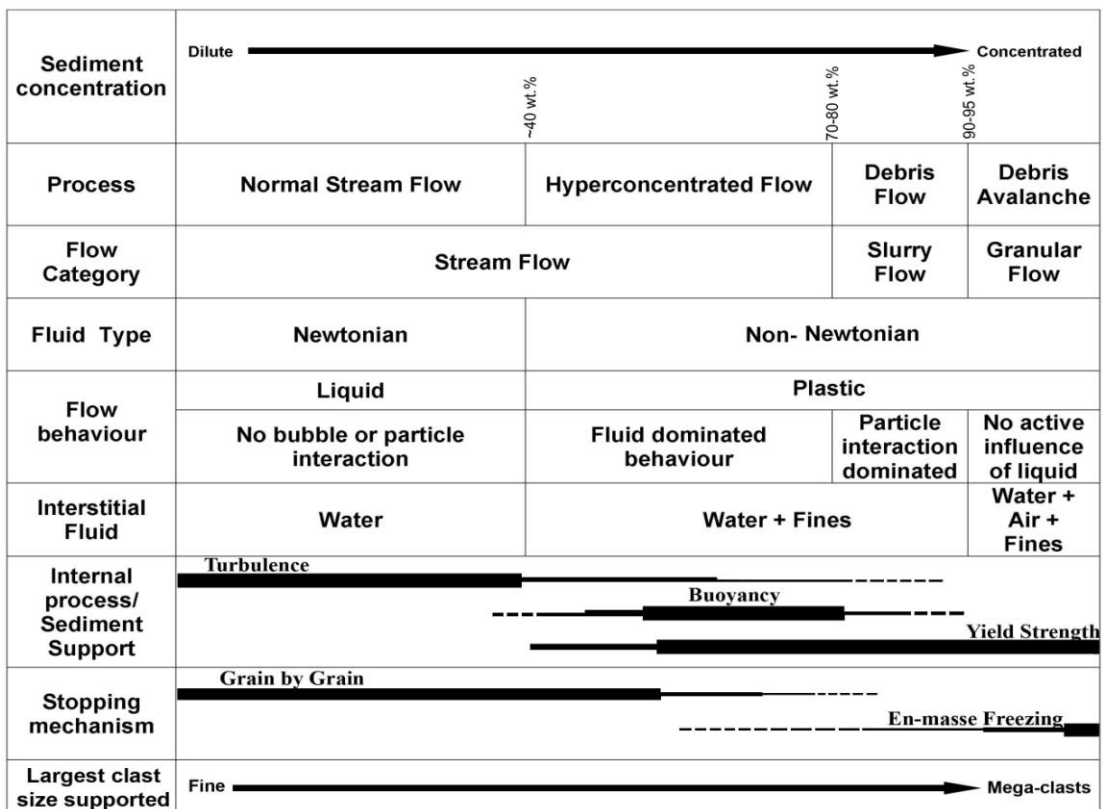 Sediment
concentration
Dilute
Concentrated
~40 wt.%
70-80 wt.%
90-95 wt.%
Process
Normal Stream Flow
Hyperconcentrated Flow
Debris
Flow
Debris
Avalanche
Flow
Category
Stream Flow
Slurry
Flow
Granular
Flow
Fluid Type
Newtonian
Non- Newtonian
Flow
behaviour
Liquid
Plastic
No bubble or particle
interaction
Fluid dominated
behaviour
Particle
interaction
dominated
No active
influence
of liquid
Interstitial
Fluid
Water
Water + Fines
Water +
Air +
Fines
Internal
process/
Sediment
Support
Turbulence
Buoyancy
Yield Strength
Stopping
mechanism
Grain by Grain
En-masse Freezing
Largest clast
size supported
Fine
Mega-clasts